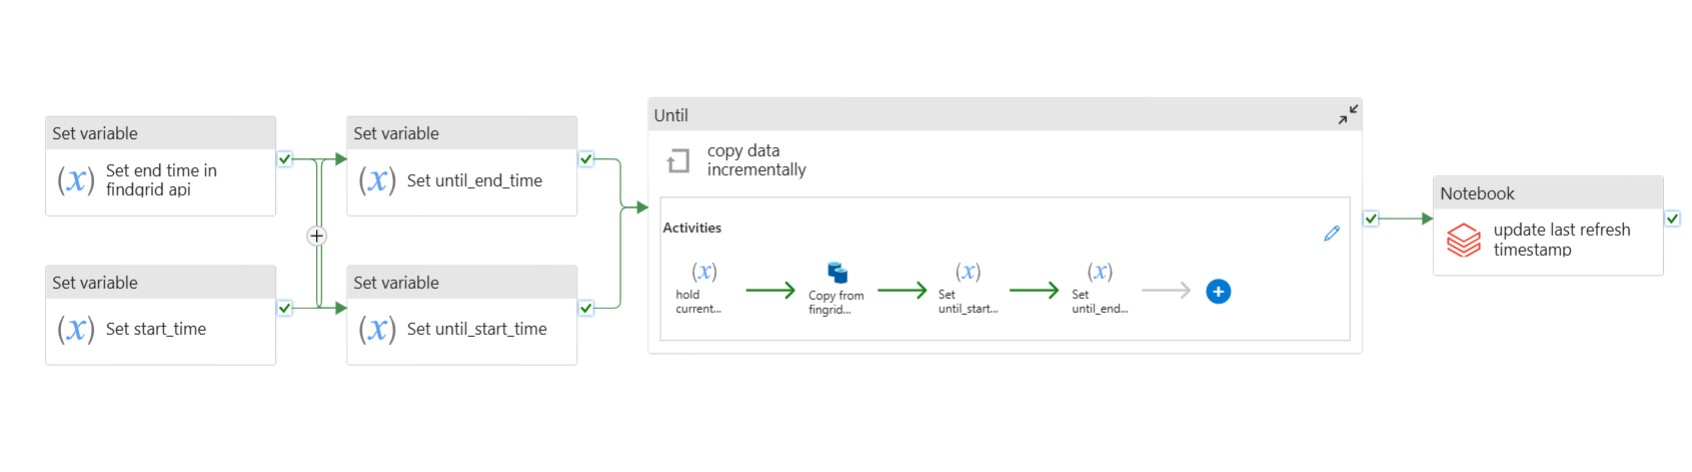 Set variable
(x) Set end time in
findgrid api
Set variable
(x) Set until_end_time
Set variable
(x) Set start_time
Set variable
(x) Set until_start_time
Until
copy data
incrementally
Activities
(x)
hold
current...
Copy from
fingrid...
(x)
Set
until_start...
(x)
Set
until_end...
Notebook
update last refresh
timestamp